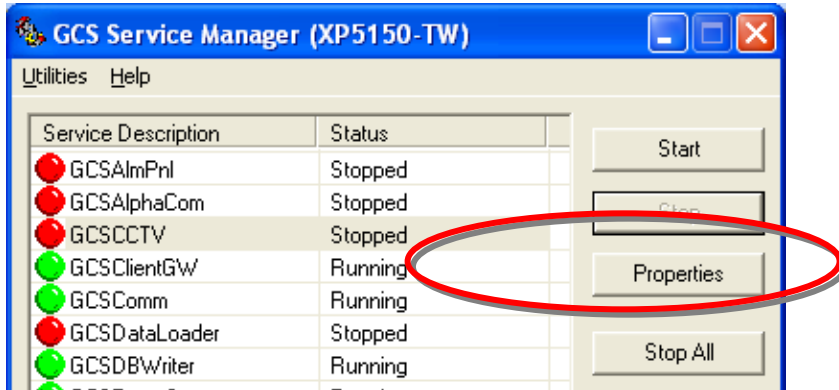 GCS Service Manager (XP5150-TW)
Utilities Help
Service Description Status
GCSAlmPnl Stopped
GCSAlphaCom Stopped
GCSCCTV Stopped
GCSClientGW Running
GCSComm Running
GCSDataLoader Stopped
GCSDBWriter Running
Start
Stop
Properties
Stop All